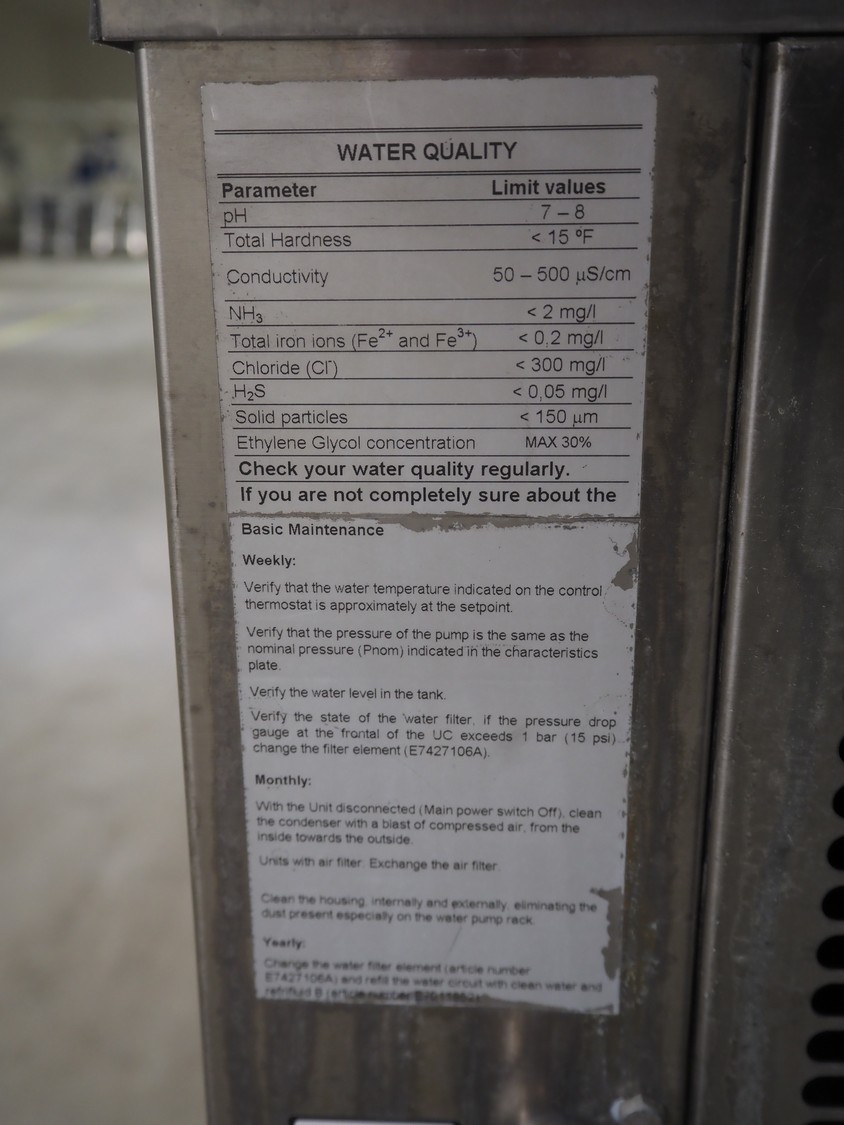 WATER QUALITY
Parameter Limit values
pH 7 – 8
Total Hardness < 15 ºF
Conductivity 50 – 500 µS/cm
NH₃ < 2 mg/l
Total iron ions (Fe²⁺ and Fe³⁺) < 0,2 mg/l
Chloride (Cl⁻) < 300 mg/l
H₂S < 0,05 mg/l
Solid particles < 150 µm
Ethylene Glycol concentration MAX 30%
Check your water quality regularly.
If you are not completely sure about the
Basic Maintenance
Weekly:
Verify that the water temperature indicated on the control
thermostat is approximately at the setpoint.
Verify that the pressure of the pump is the same as the
nominal pressure (Pnom) indicated in the characteristics
plate.
Verify the water level in the tank.
Verify the state of the water filter, if the pressure drop
gauge at the frontal of the UC exceeds 1 bar (15 psi)
change the filter element (E7427106A).
Monthly:
With the Unit disconnected (Main power switch Off), clean
the condenser with a blast of compressed air, from the
inside towards the outside.
Units with air filter. Exchange the air filter.
Clean the housing, internally and externally, eliminating the
dust present especially on the water pump rack.
Yearly:
Change the water filter element (article number
E7427106A) and refill the water circuit with clean water and
refrifluid B (article number